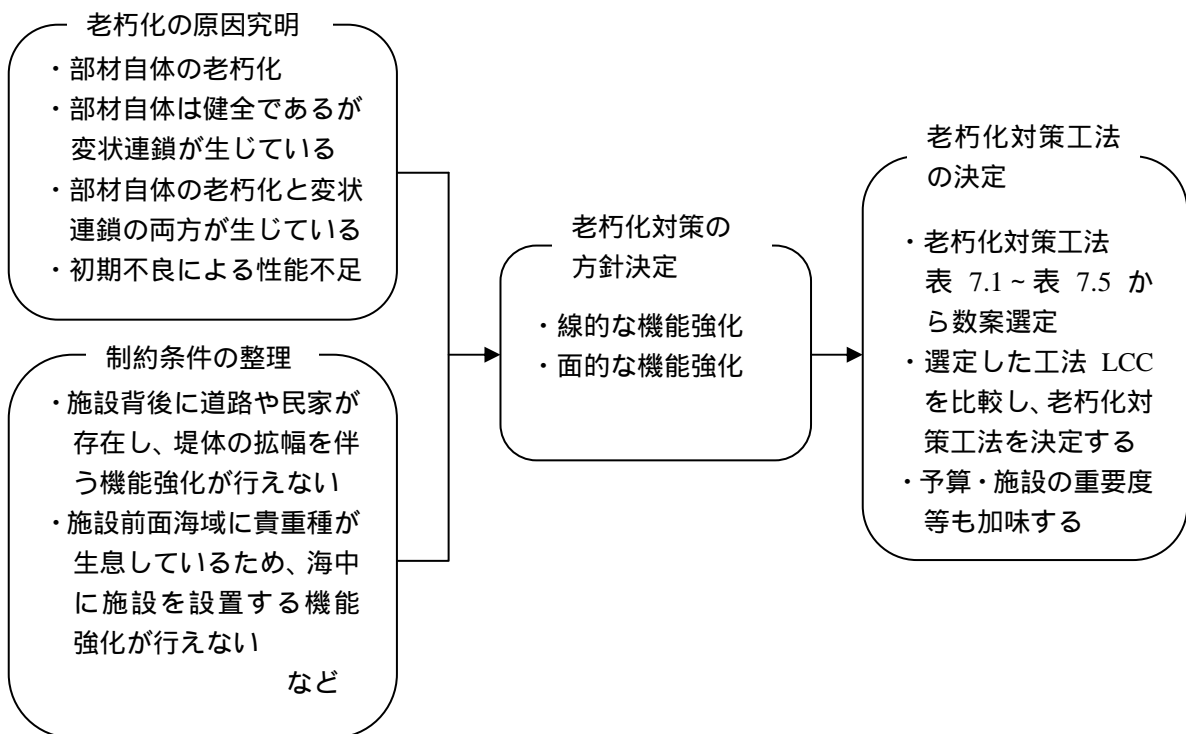 老朽化の原因究明
・部材自体の老朽化
・部材自体は健全であるが
変状連鎖が生じている
・部材自体の老朽化と変状
連鎖の両方が生じている
・初期不良による性能不足
制約条件の整理
・施設背後に道路や民家が
存在し、堤体の拡幅を伴
う機能強化が行えない
・施設前面海域に貴重種が
生息しているため、海中
に施設を設置する機能
強化が行えない
など
老朽化対策の
方針決定
・線的な機能強化
・面的な機能強化
老朽化対策工法
の決定
・老朽化対策工法
表 7.1~表 7.5 か
ら数案選定
・選定した工法 LCC
を比較し、老朽化対
策工法を決定する
・予算・施設の重要度
等も加味する